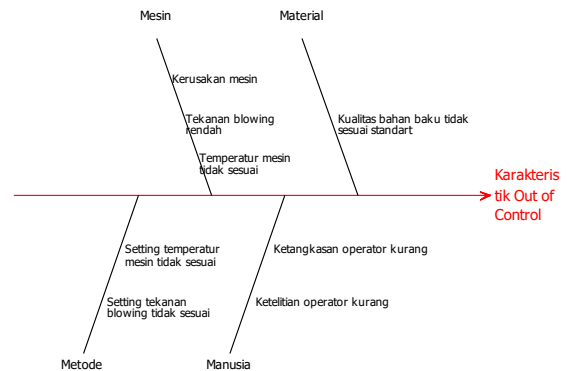 Mesin
Material
Kerusakan mesin
Tekanan blowing
rendah
Kualitas bahan baku tidak
sesuai standart
Temperatur mesin
tidak sesuai
Karakteris
tik Out of
Control
Setting temperatur
mesin tidak sesuai
Ketangkasan operator kurang
Setting tekanan
blowing tidak sesuai
Ketelitian operator kurang
Metode
Manusia